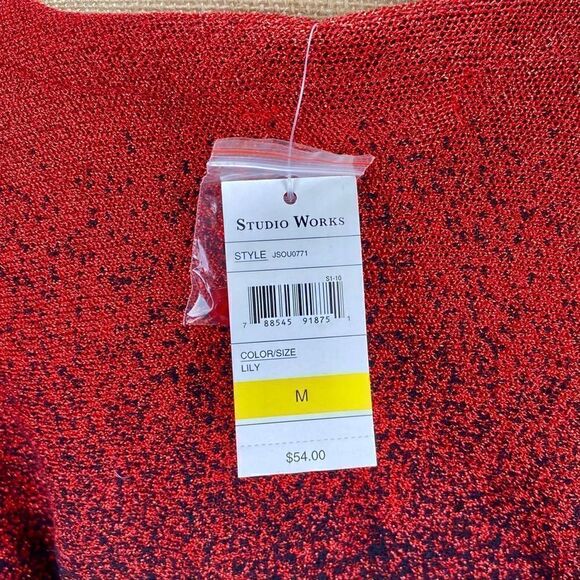 STUDIO WORKS
STYLE JSOU0771
S1-10
7 88545 91875 1
COLOR/SIZE
LILY
M
$54.00